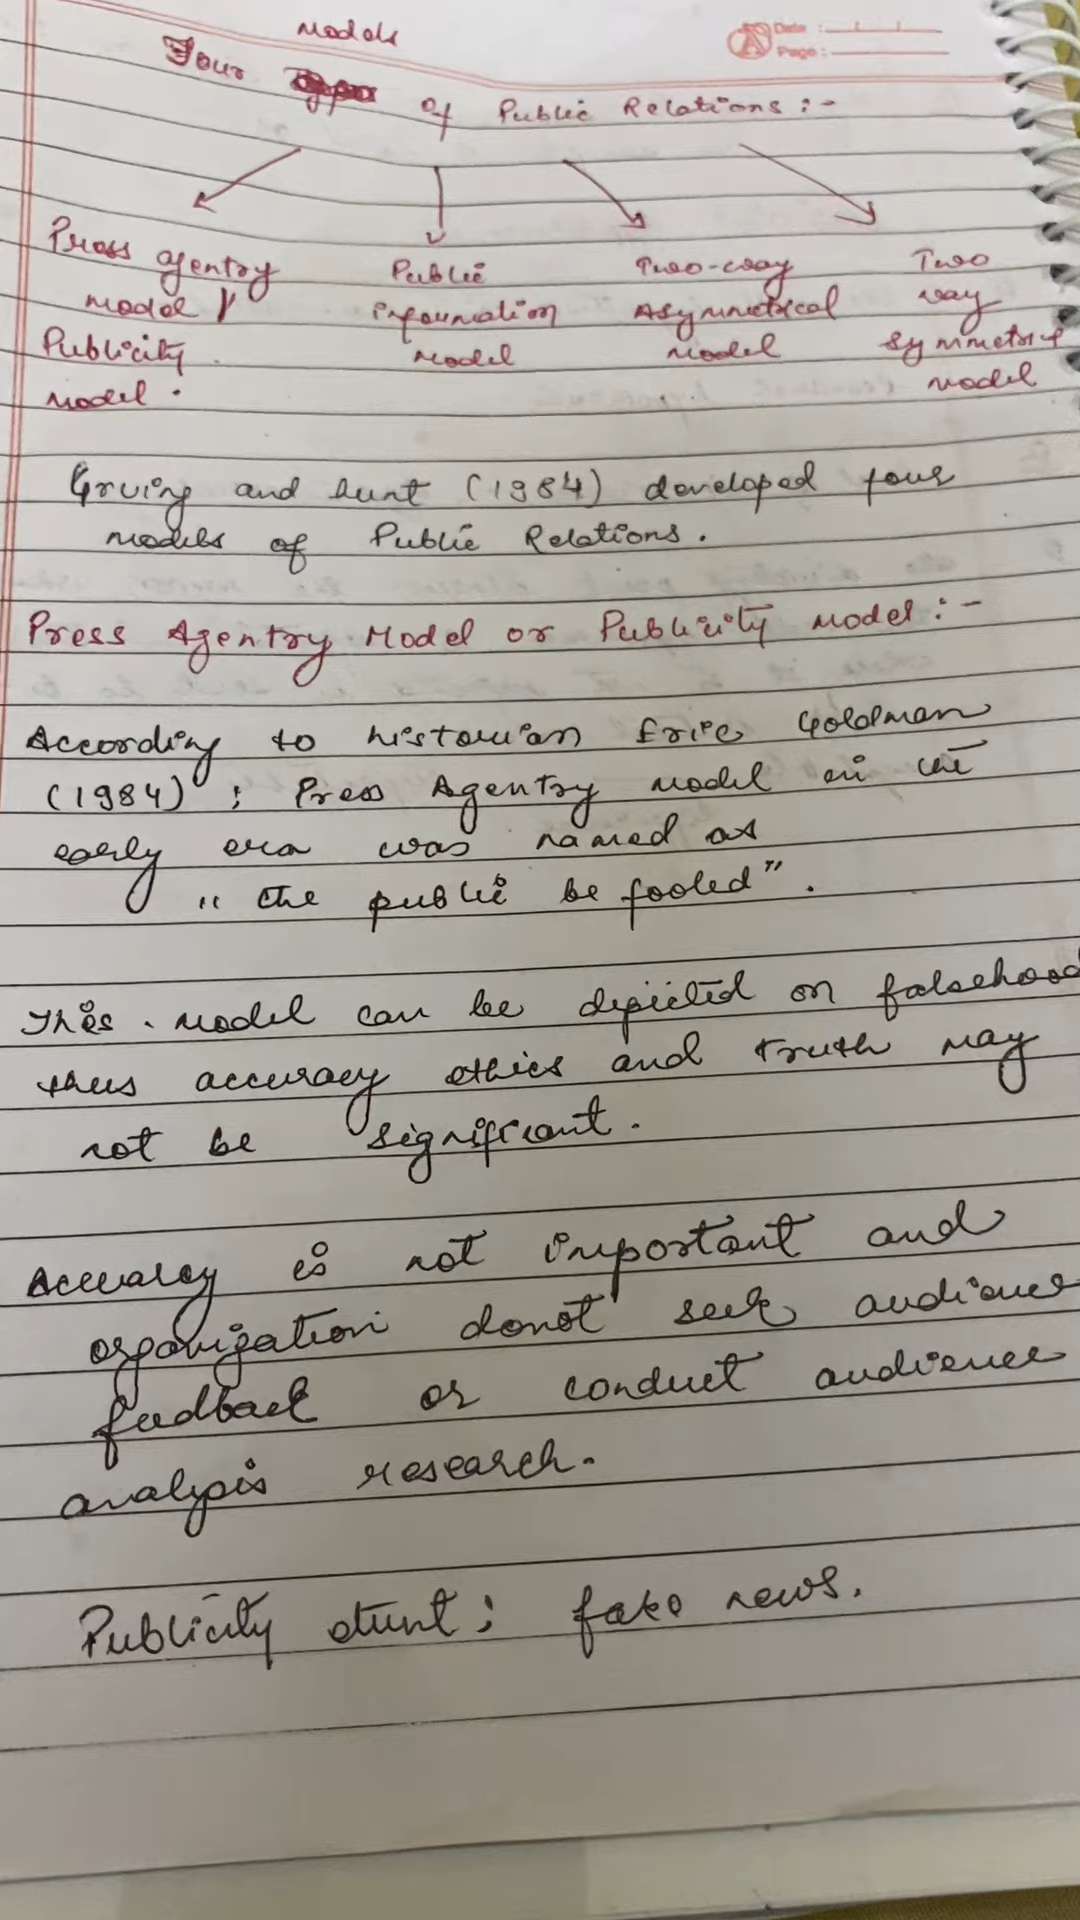 Models
Four of Public Relations :-
Date :
Page :
Press agentry model / Publicity model .
Public information model
Two-way Asymmetrical model
Two way symmetrical model
Gruing and hunt (1984) developed four
models of Public Relations .
Press Agentry Model or Publicity model : -
According to historian Eric Goldman
(1984) ; Press Agentry model in the
early era was named as
" the public be fooled " .
This . model can be depicted on falsehood
thus accuracy ethics and truth may
not be significant .
Accuracy is not important and
organization donot seek audience
feedback or conduct audience
analysis research .
Publicity stunt ; fake news .